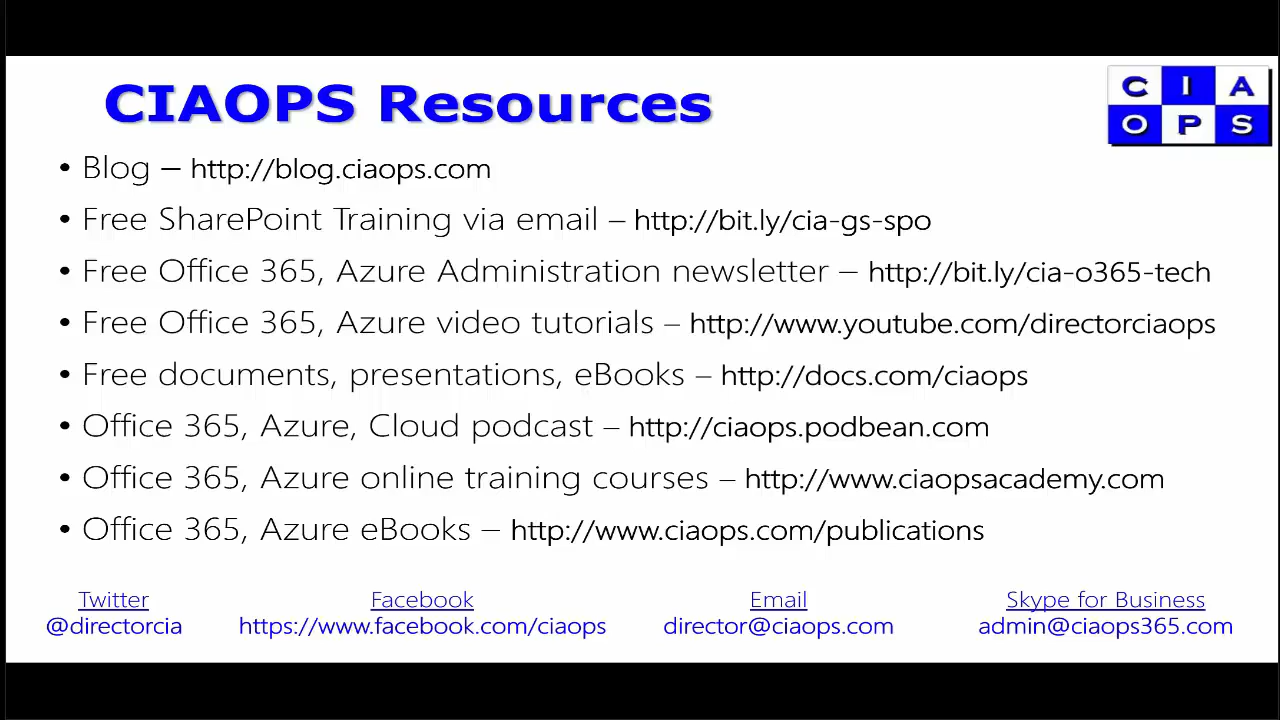 CIAOPS Resources
C I A
O P S
• Blog – http://blog.ciaops.com
• Free SharePoint Training via email – http://bit.ly/cia-gs-spo
• Free Office 365, Azure Administration newsletter – http://bit.ly/cia-o365-tech
• Free Office 365, Azure video tutorials – http://www.youtube.com/directorciaops
• Free documents, presentations, eBooks – http://docs.com/ciaops
• Office 365, Azure, Cloud podcast – http://ciaops.podbean.com
• Office 365, Azure online training courses – http://www.ciaopsacademy.com
• Office 365, Azure eBooks – http://www.ciaops.com/publications
Twitter Facebook Email Skype for Business
@directorcia https://www.facebook.com/ciaops director@ciaops.com admin@ciaops365.com